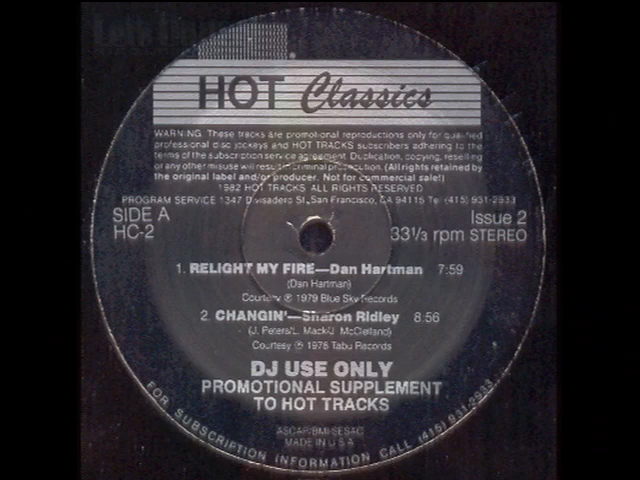 HOT Classics
WARNING: These tracks are promotional reproductions only for qualified
professional disc jockeys and HOT TRACKS subscribers adhering to the
terms of the subscription service agreement. Duplication, copying, reselling
or any other misuse will result in criminal prosecution. (All rights retained by
the original label and/or producer. Not for commercial sale!)
1982 HOT TRACKS ALL RIGHTS RESERVED
PROGRAM SERVICE 1347 Divisadero St., San Francisco, CA 94115 Tel (415) 931-2933
SIDE A
HC-2
Issue 2
33⅓ rpm STEREO
1. RELIGHT MY FIRE—Dan Hartman 7:59
(Dan Hartman)
Courtesy ℗ 1979 Blue Sky Records
2. CHANGIN'—Sharon Ridley 8:56
(J. Peters/L. Mack/J. McClelland)
Courtesy ℗ 1978 Tabu Records
DJ USE ONLY
PROMOTIONAL SUPPLEMENT
TO HOT TRACKS
ASCAP/BMI-SESAC
MADE IN U S A
FOR SUBSCRIPTION INFORMATION CALL (415) 931-2933